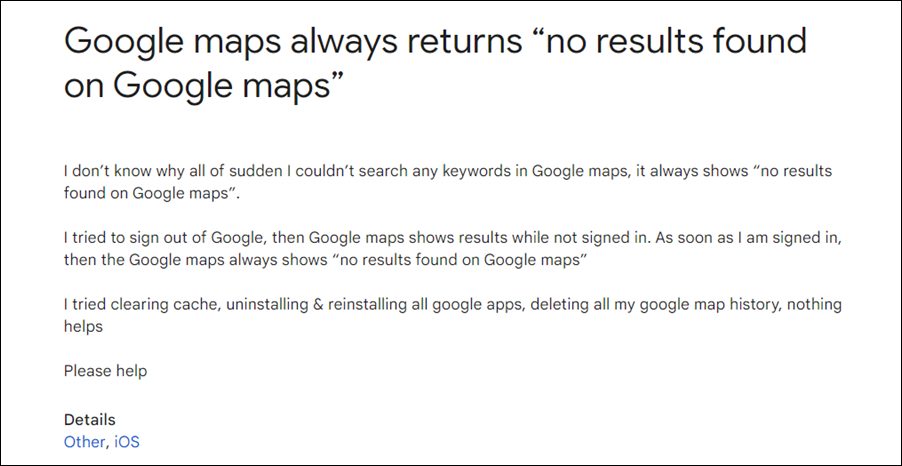 Google maps always returns “no results found
on Google maps”
I don’t know why all of sudden I couldn’t search any keywords in Google maps, it always shows “no results
found on Google maps”.
I tried to sign out of Google, then Google maps shows results while not signed in. As soon as I am signed in,
then the Google maps always shows “no results found on Google maps”
I tried clearing cache, uninstalling & reinstalling all google apps, deleting all my google map history, nothing
helps
Please help
Details
Other, iOS